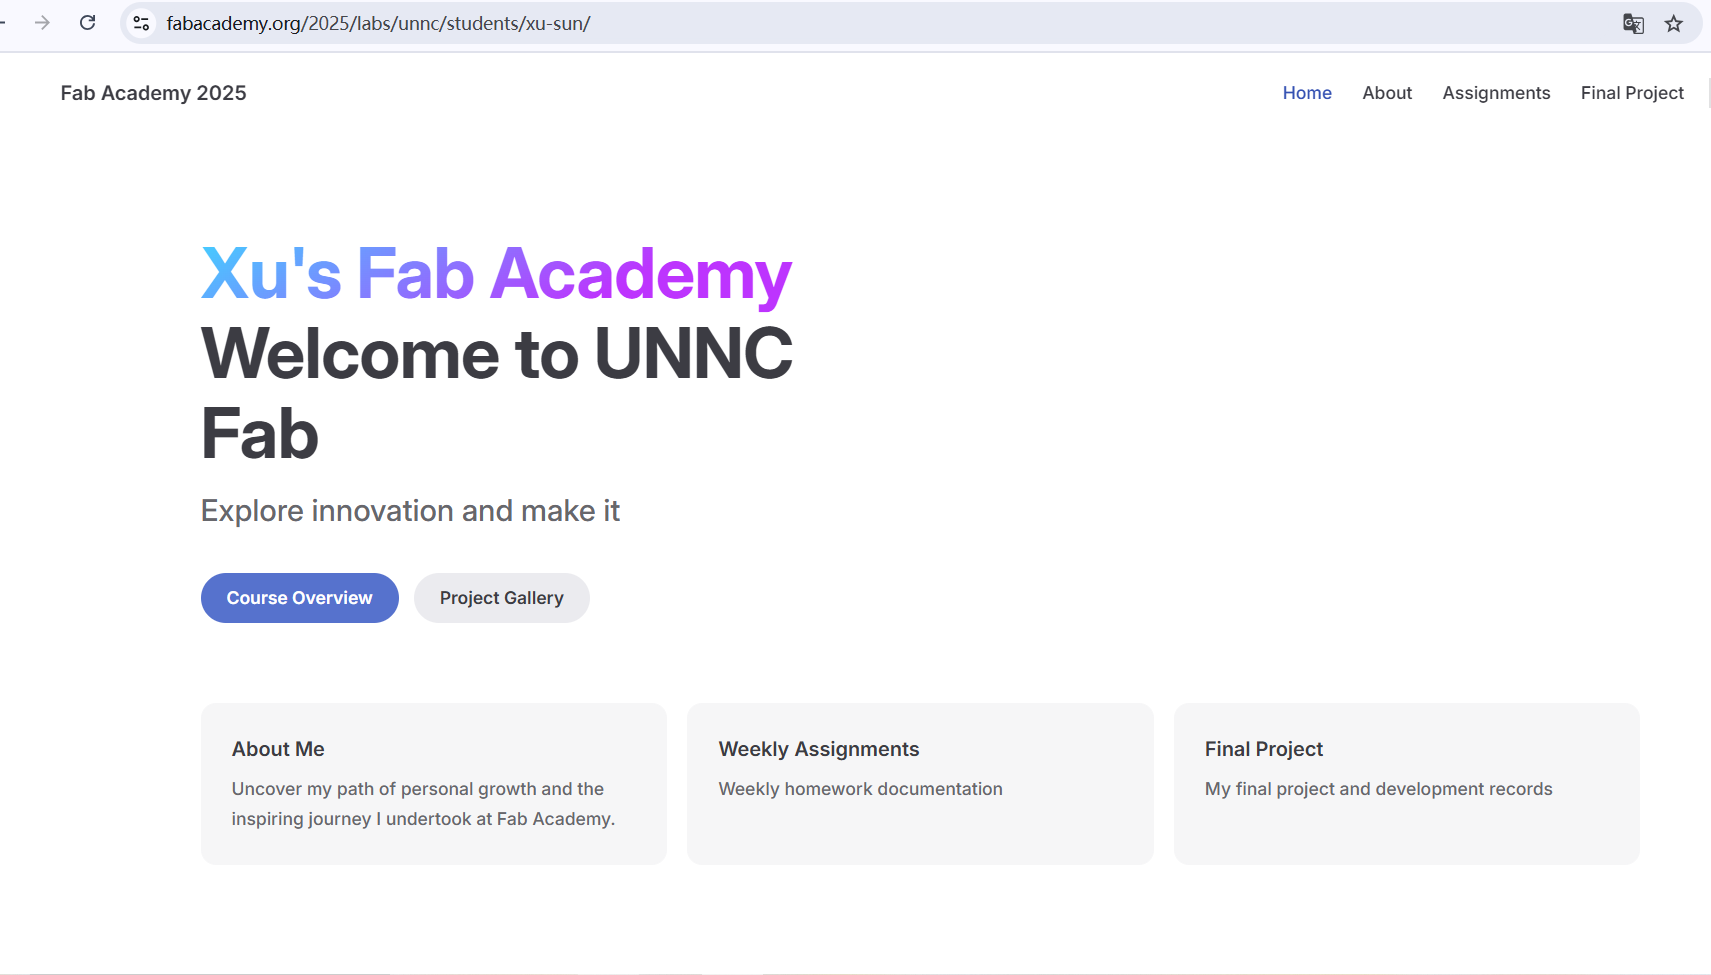 fabacademy.org/2025/labs/unnc/students/xu-sun/
Fab Academy 2025
Home About Assignments Final Project
Xu's Fab Academy
Welcome to UNNC
Fab
Explore innovation and make it
Course Overview Project Gallery
About Me
Uncover my path of personal growth and the
inspiring journey I undertook at Fab Academy.
Weekly Assignments
Weekly homework documentation
Final Project
My final project and development records